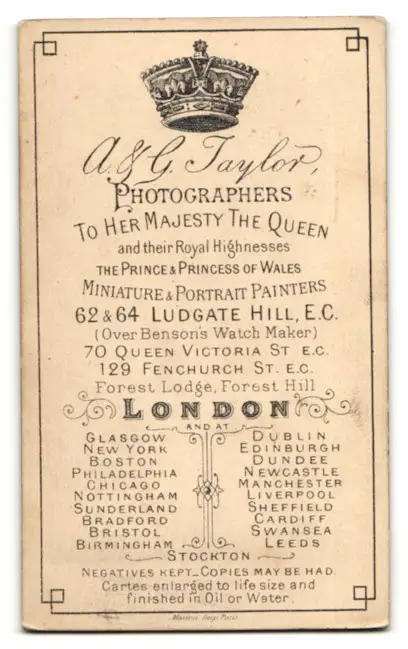 A. & G. Taylor,
PHOTOGRAPHERS
TO HER MAJESTY THE QUEEN
and their Royal Highnesses
THE PRINCE & PRINCESS OF WALES
MINIATURE & PORTRAIT PAINTERS
62 & 64 LUDGATE HILL, E.C.
(Over Benson's Watch Maker)
70 QUEEN VICTORIA ST E.C.
129 FENCHURCH ST. E.C.
Forest Lodge, Forest Hill
LONDON
AND AT
GLASGOW
NEW YORK
BOSTON
PHILADELPHIA
CHICAGO
NOTTINGHAM
SUNDERLAND
BRADFORD
BRISTOL
BIRMINGHAM
DUBLIN
EDINBURGH
DUNDEE
NEWCASTLE
MANCHESTER
LIVERPOOL
SHEFFIELD
CARDIFF
SWANSEA
LEEDS
STOCKTON
NEGATIVES KEPT_COPIES MAY BE HAD.
Cartes enlarged to life size and
finished in Oil or Water.
Paris